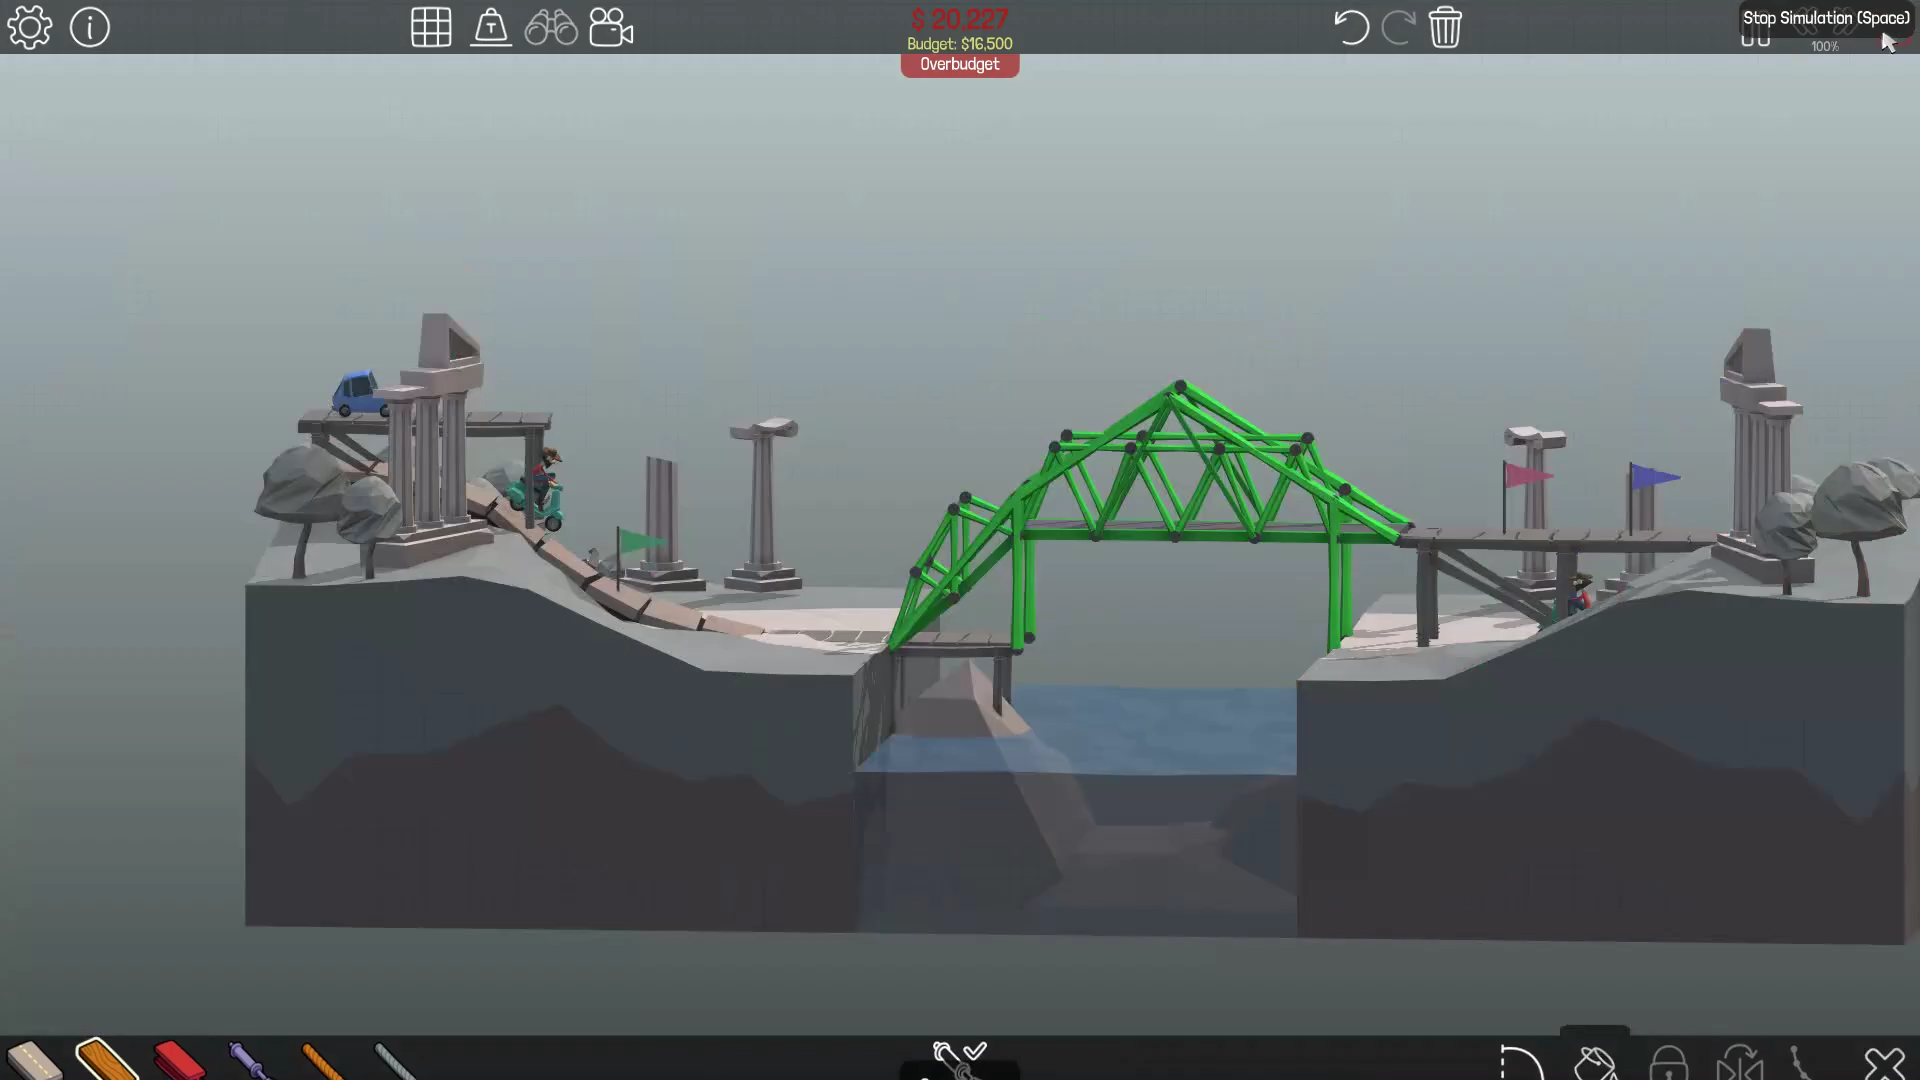 $ 20,227
Budget: $16,500
Overbudget
Stop Simulation (Space)
100%